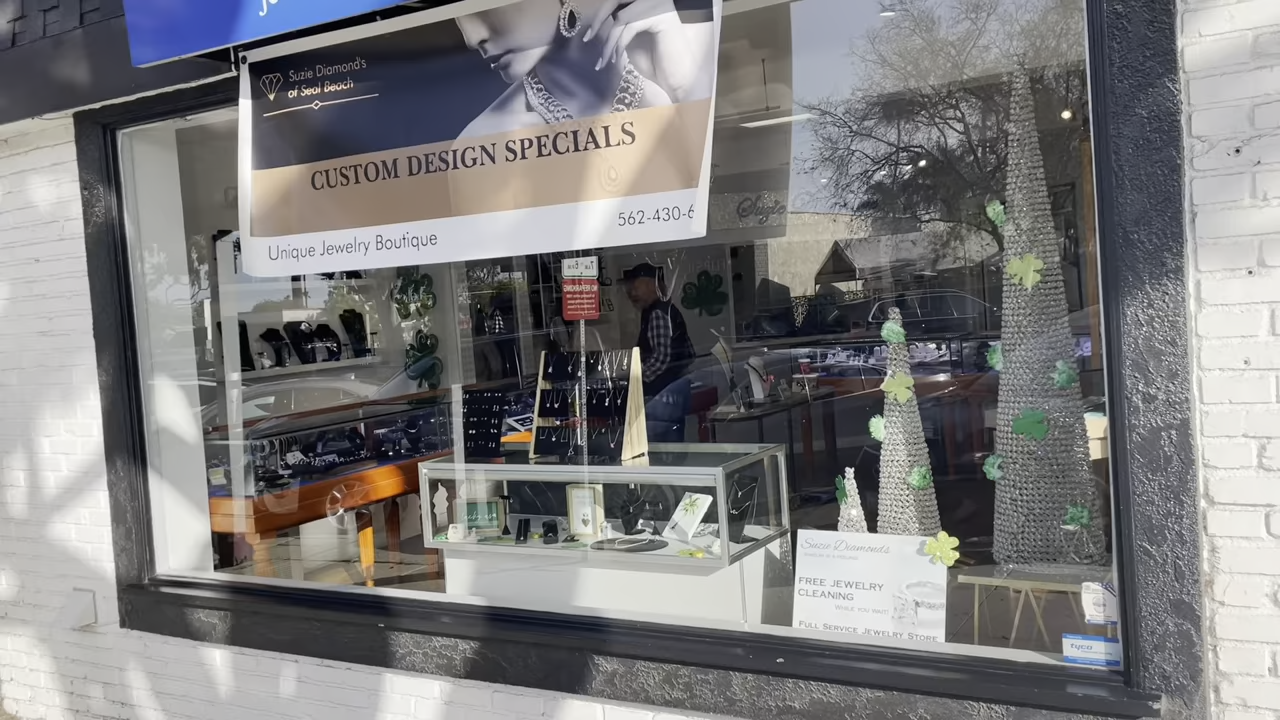 Suzie Diamond's
of Seal Beach
CUSTOM DESIGN SPECIALS
562-430-6
Unique Jewelry Boutique
Suzie Diamonds
FREE JEWELRY
CLEANING
WHILE YOU WAIT!
FULL SERVICE JEWELRY STORE
tyco